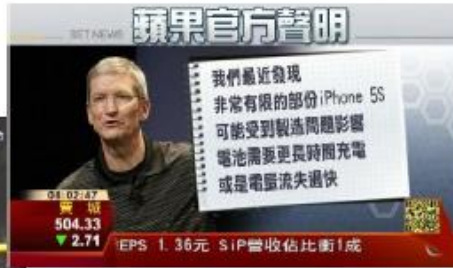 SET NEWS
蘋果官方聲明
我們最近發現
非常有限的部份iPhone 5S
可能受到製造問題影響
電池需要更長時間充電
或是電量流失過快
08:02:47
賓 城
504.33
▼ 2.71
EPS 1.36元 SiP營收佔比衝1成